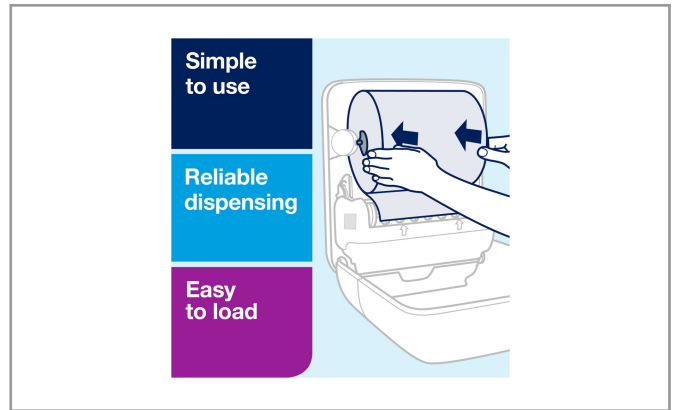 Simple
to use
Reliable
dispensing
Easy
to load